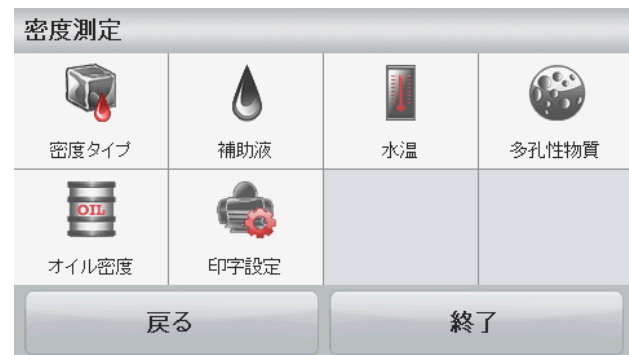 密度測定
密度タイプ
補助液
水温
多孔性物質
OIL
オイル密度
印字設定
戻る
終了